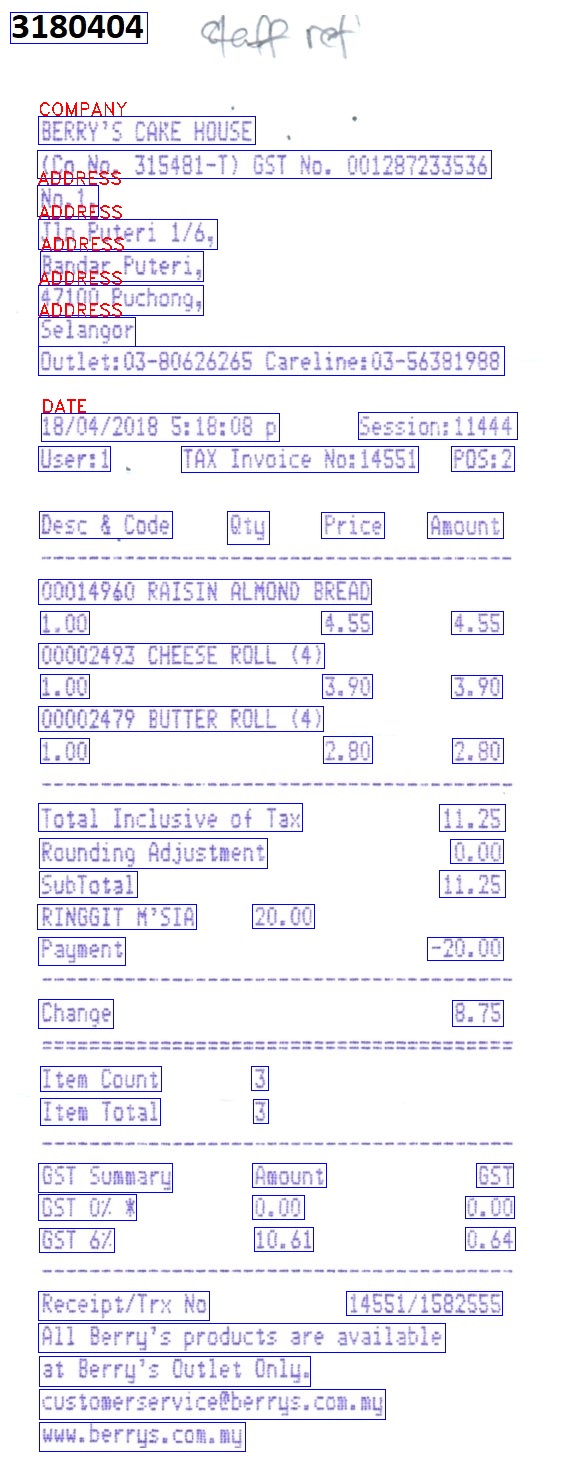 3180404 staff ref
COMPANY
BERRY'S CAKE HOUSE
(Co No. 315481-T) GST No. 001287233536
ADDRESS
No.1,
ADDRESS
Jln Puteri 1/6,
ADDRESS
Bandar Puteri,
ADDRESS
47100 Puchong,
ADDRESS
Selangor
Outlet:03-80626265 Careline:03-56381988
DATE
18/04/2018 5:18:08 p Session:11444
User:1 TAX Invoice No:14551 POS:2
Desc & Code Qty Price Amount
00014960 RAISIN ALMOND BREAD
1.00 4.55 4.55
00002493 CHEESE ROLL (4)
1.00 3.90 3.90
00002479 BUTTER ROLL (4)
1.00 2.80 2.80
Total Inclusive of Tax 11.25
Rounding Adjustment 0.00
SubTotal 11.25
RINGGIT M'SIA 20.00
Payment -20.00
Change 8.75
Item Count 3
Item Total 3
GST Summary Amount GST
GST 0% * 0.00 0.00
GST 6% 10.61 0.64
Receipt/Trx No 14551/1582555
All Berry's products are available
at Berry's Outlet Only.
customerservice@berrys.com.my
www.berrys.com.my